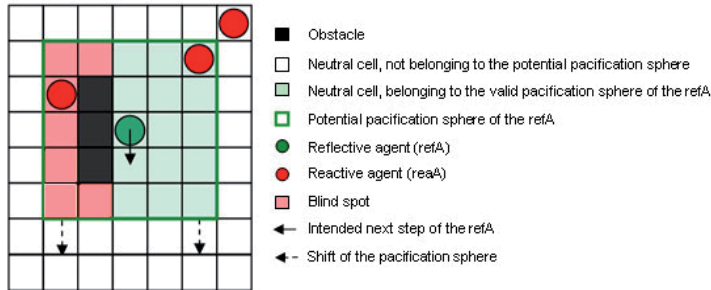 Obstacle
Neutral cell, not belonging to the potential pacification sphere
Neutral cell, belonging to the valid pacification sphere of the refA
Potential pacification sphere of the refA
Reflective agent (refA)
Reactive agent (reaA)
Blind spot
Intended next step of the refA
Shift of the pacification sphere